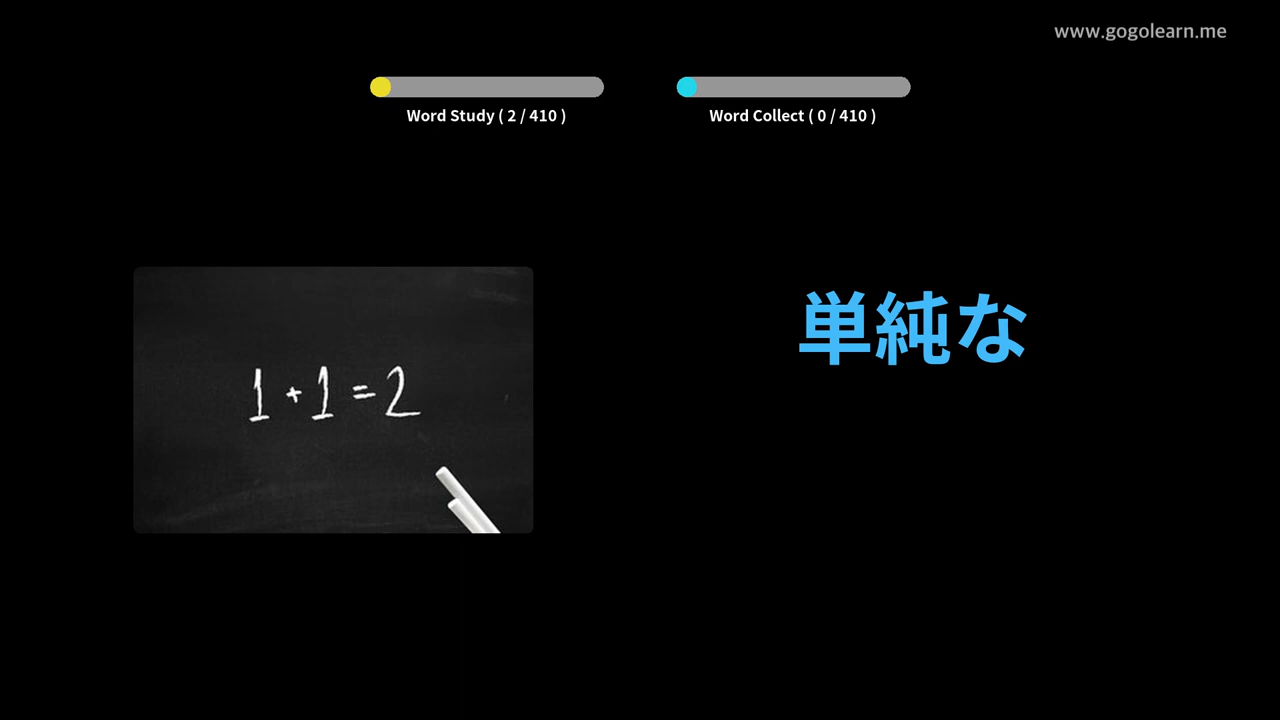 www.gogolearn.me
Word Study ( 2 / 410 )
Word Collect ( 0 / 410 )
単純な
1 + 1 = 2